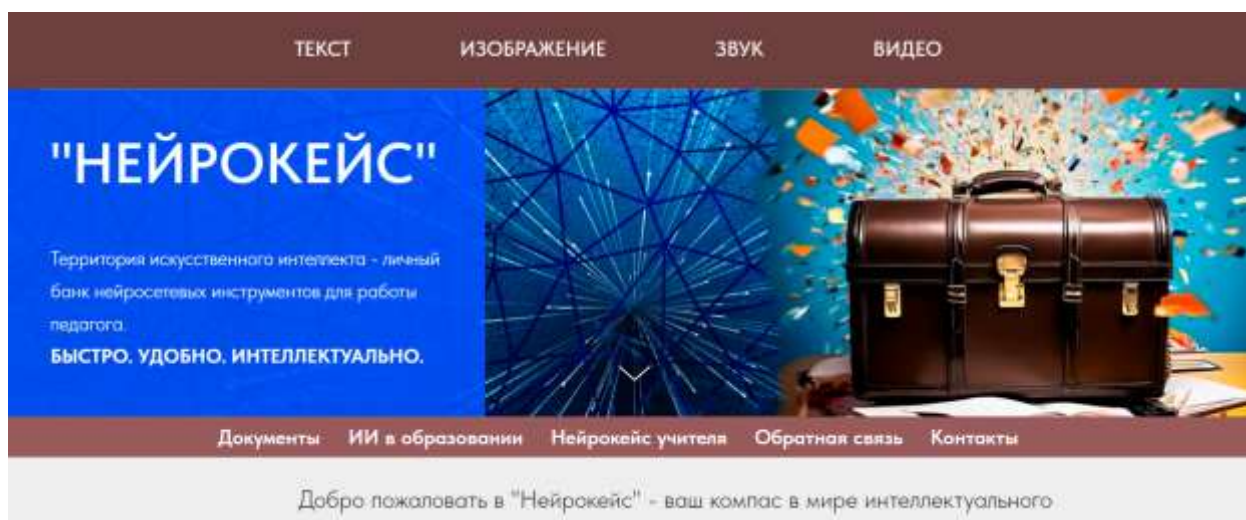 ТЕКСТ ИЗОБРАЖЕНИЕ ЗВУК ВИДЕО
"НЕЙРОКЕЙС"
Территория искусственного интеллекта - личный
банк нейросетевых инструментов для работы
педагога.
БЫСТРО. УДОБНО. ИНТЕЛЛЕКТУАЛЬНО.
Документы ИИ в образовании Нейрокейс учителя Обратная связь Контакты
Добро пожаловать в "Нейрокейс" - ваш компас в мире интеллектуального